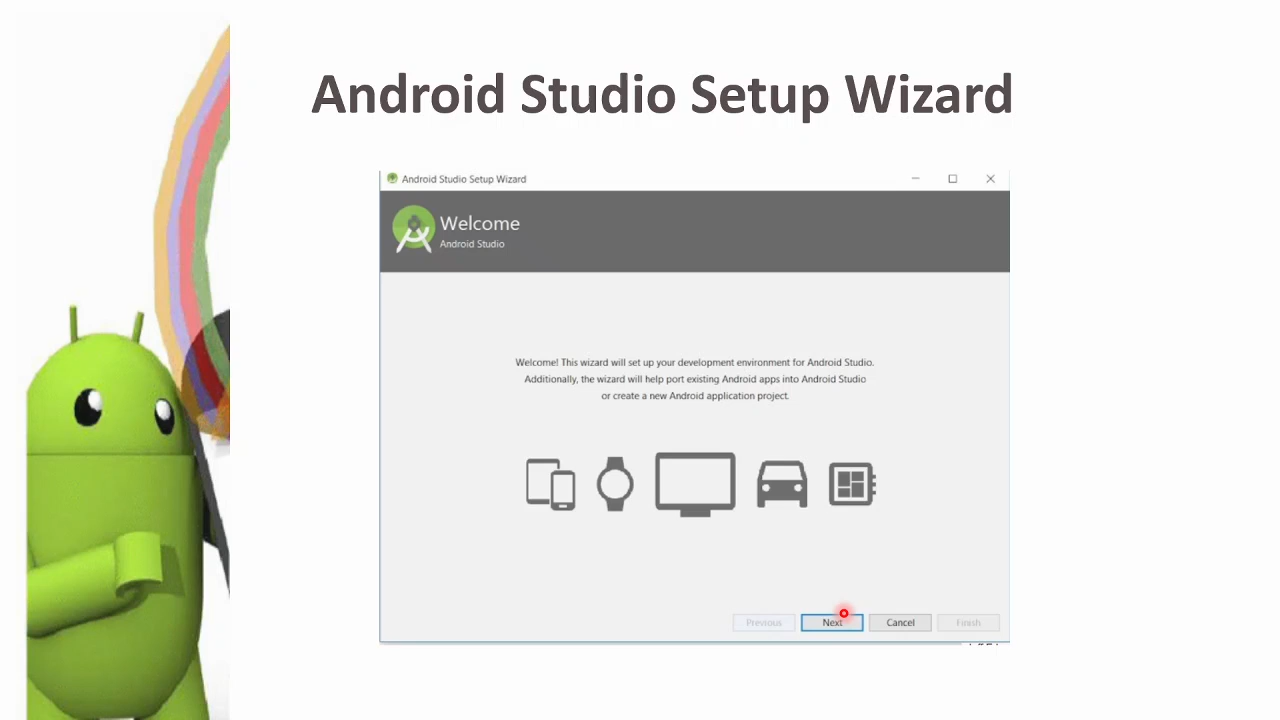 Android Studio Setup Wizard
Android Studio Setup Wizard
Welcome
Android Studio
Welcome! This wizard will set up your development environment for Android Studio.
Additionally, the wizard will help port existing Android apps into Android Studio
or create a new Android application project.
Previous Next Cancel Finish